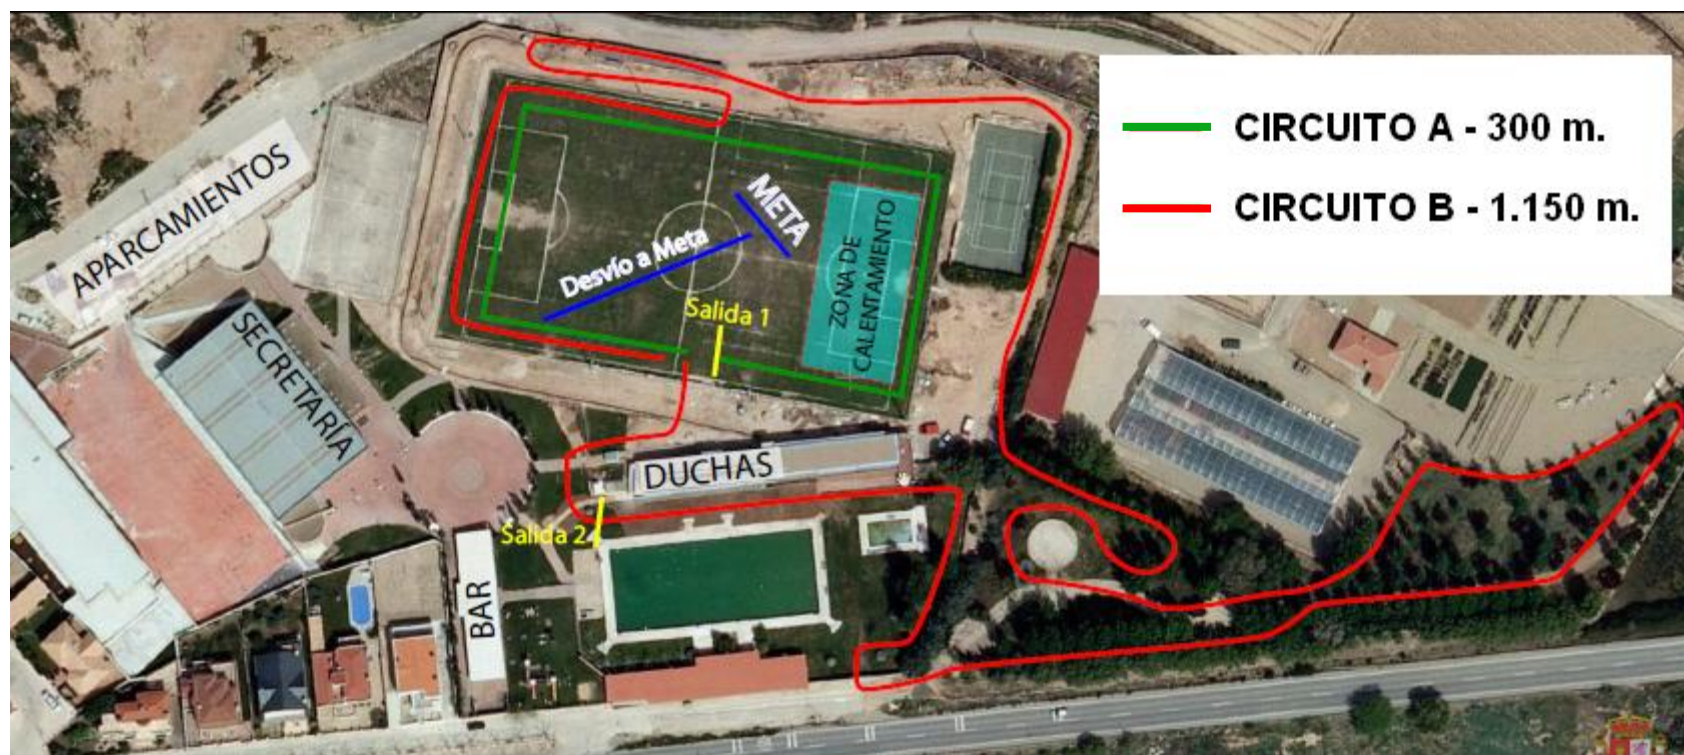 CIRCUITO A - 300 m.
CIRCUITO B - 1.150 m.
APARCAMIENTOS
SECRETARÍA
META
Desvío a Meta
ZONA DE
CALENTAMIENTO
Salida 1
DUCHAS
Salida 2
BAR